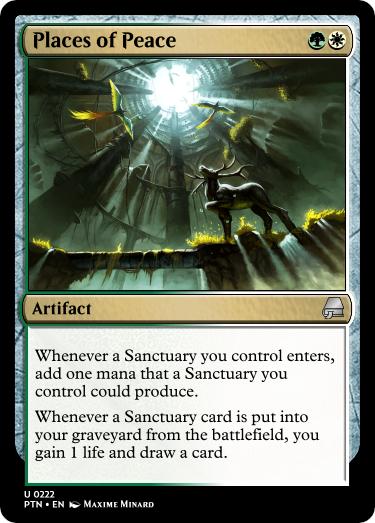 Places of Peace
Artifact
Whenever a Sanctuary you control enters,
add one mana that a Sanctuary you
control could produce.
Whenever a Sanctuary card is put into
your graveyard from the battlefield, you
gain 1 life and draw a card.
U 0222
PTN • EN Maxime Minard